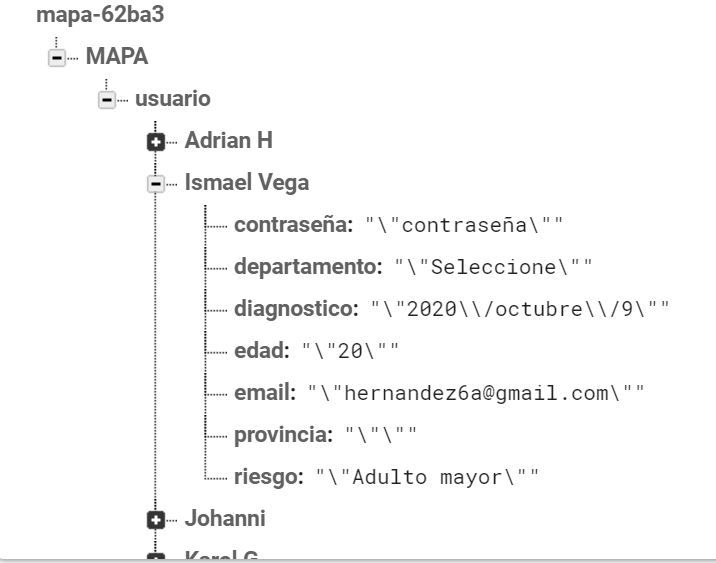 mapa-62ba3
MAPA
usuario
Adrian H
Ismael Vega
contraseña: "\"contraseña\""
departamento: "\"Seleccione\""
diagnostico: "\"2020\\/octubre\\/9\""
edad: "\"20\""
email: "\"hernandez6a@gmail.com\""
provincia: "\"\""
riesgo: "\"Adulto mayor\""
Johanni
Karol G